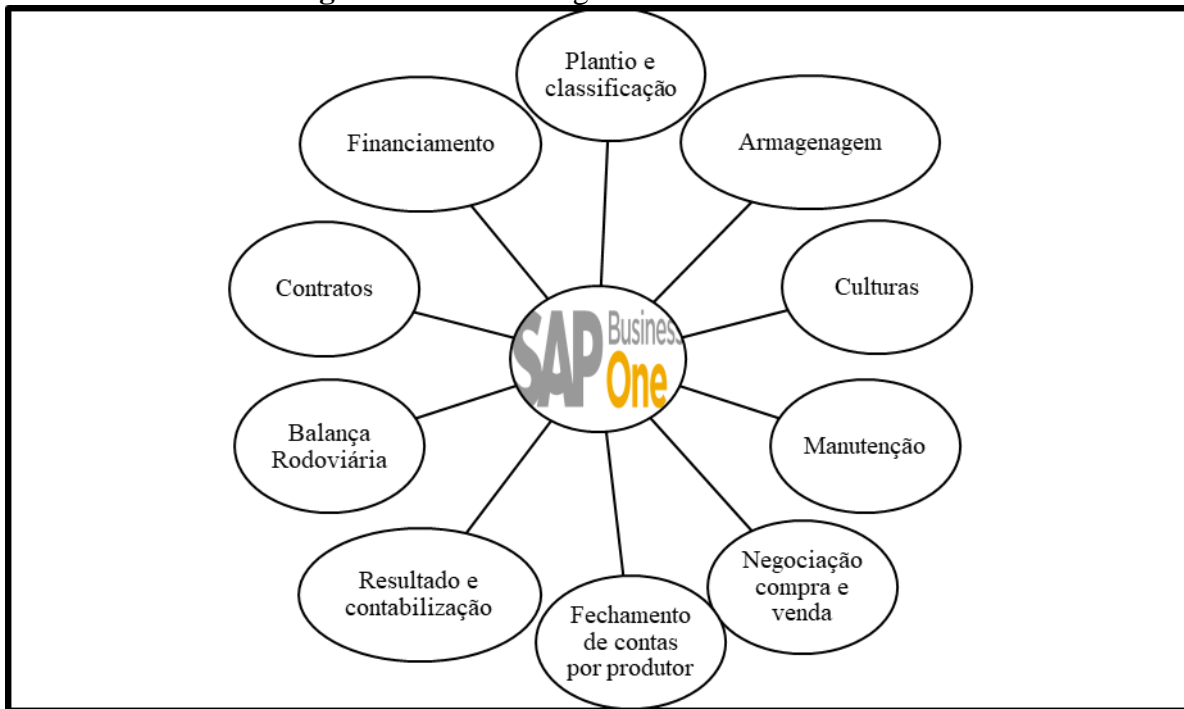 Plantio e
classificação
Armagenagem
Culturas
Manutenção
Negociação
compra e
venda
Fechamento
de contas
por produtor
Resultado e
contabilização
Balança
Rodoviária
Contratos
Financiamento
SAP Business
One